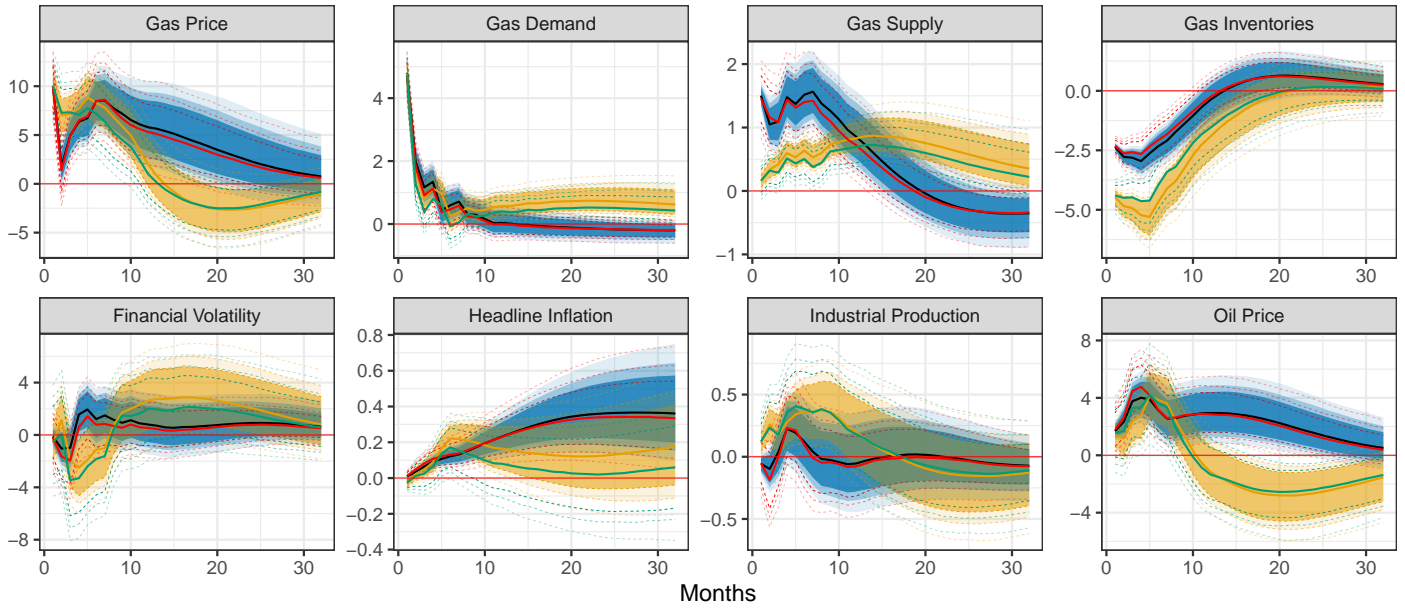 Gas Price
Gas Demand
Gas Supply
Gas Inventories
10
5
0
−5
4
2
0
2
1
0
−1
0.0
−2.5
−5.0
0 10 20 30
0 10 20 30
0 10 20 30
0 10 20 30
Financial Volatility
Headline Inflation
Industrial Production
Oil Price
4
0
−4
−8
0.8
0.6
0.4
0.2
0.0
−0.2
−0.4
0.5
0.0
−0.5
8
4
0
−4
0 10 20 30
0 10 20 30
0 10 20 30
0 10 20 30
Months